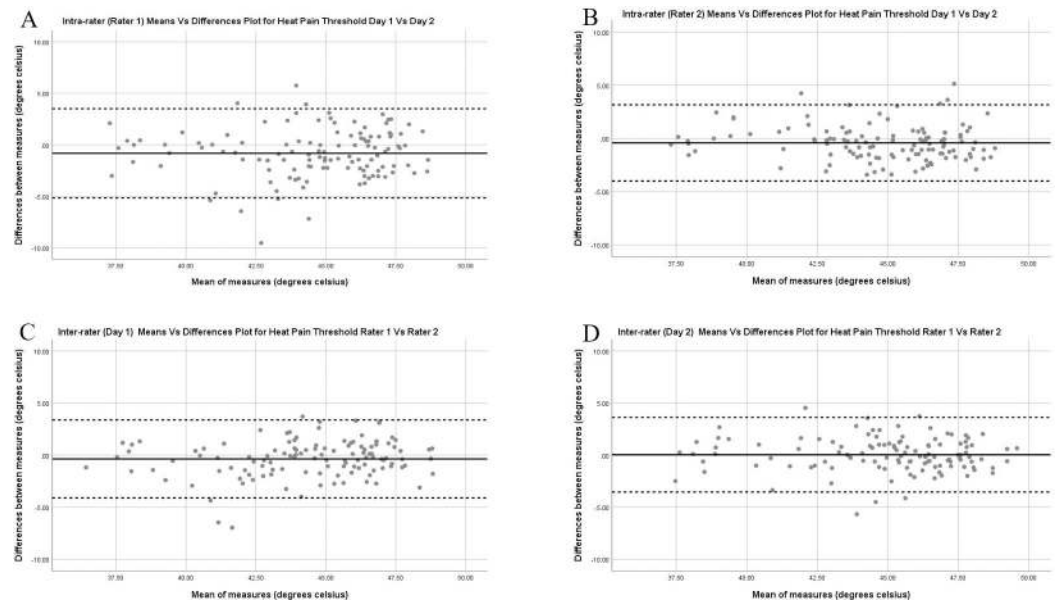 A
Intra-rater (Rater 1) Means Vs Differences Plot for Heat Pain Threshold Day 1 Vs Day 2
Differences between measures (degrees celsius)
10.00
5.00
.00
-5.00
-10.00
37.50 40.00 42.50 45.00 47.50 50.00
Mean of measures (degrees celsius)
B
Intra-rater (Rater 2) Means Vs Differences Plot for Heat Pain Threshold Day 1 Vs Day 2
Differences between measures (degrees celsius)
10.00
5.00
.00
-5.00
-10.00
37.50 40.00 42.50 45.00 47.50 50.00
Mean of measures (degrees celsius)
C
Inter-rater (Day 1) Means Vs Differences Plot for Heat Pain Threshold Rater 1 Vs Rater 2
Differences between measures (degrees celsius)
10.00
5.00
.00
-5.00
-10.00
37.50 40.00 42.50 45.00 47.50 50.00
Mean of measures (degrees celsius)
D
Inter-rater (Day 2) Means Vs Differences Plot for Heat Pain Threshold Rater 1 Vs Rater 2
Differences between measures (degrees celsius)
10.00
5.00
.00
-5.00
-10.00
37.50 40.00 42.50 45.00 47.50 50.00
Mean of measures (degrees celsius)